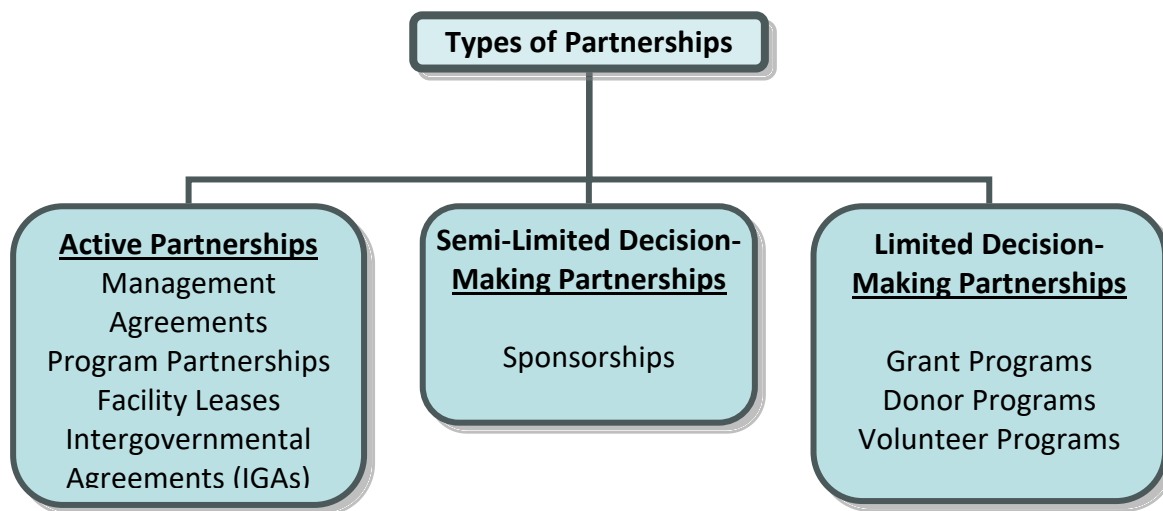 Types of Partnerships
Active Partnerships
Management
Agreements
Program Partnerships
Facility Leases
Intergovernmental
Agreements (IGAs)
Semi-Limited Decision-
Making Partnerships
Sponsorships
Limited Decision-
Making Partnerships
Grant Programs
Donor Programs
Volunteer Programs